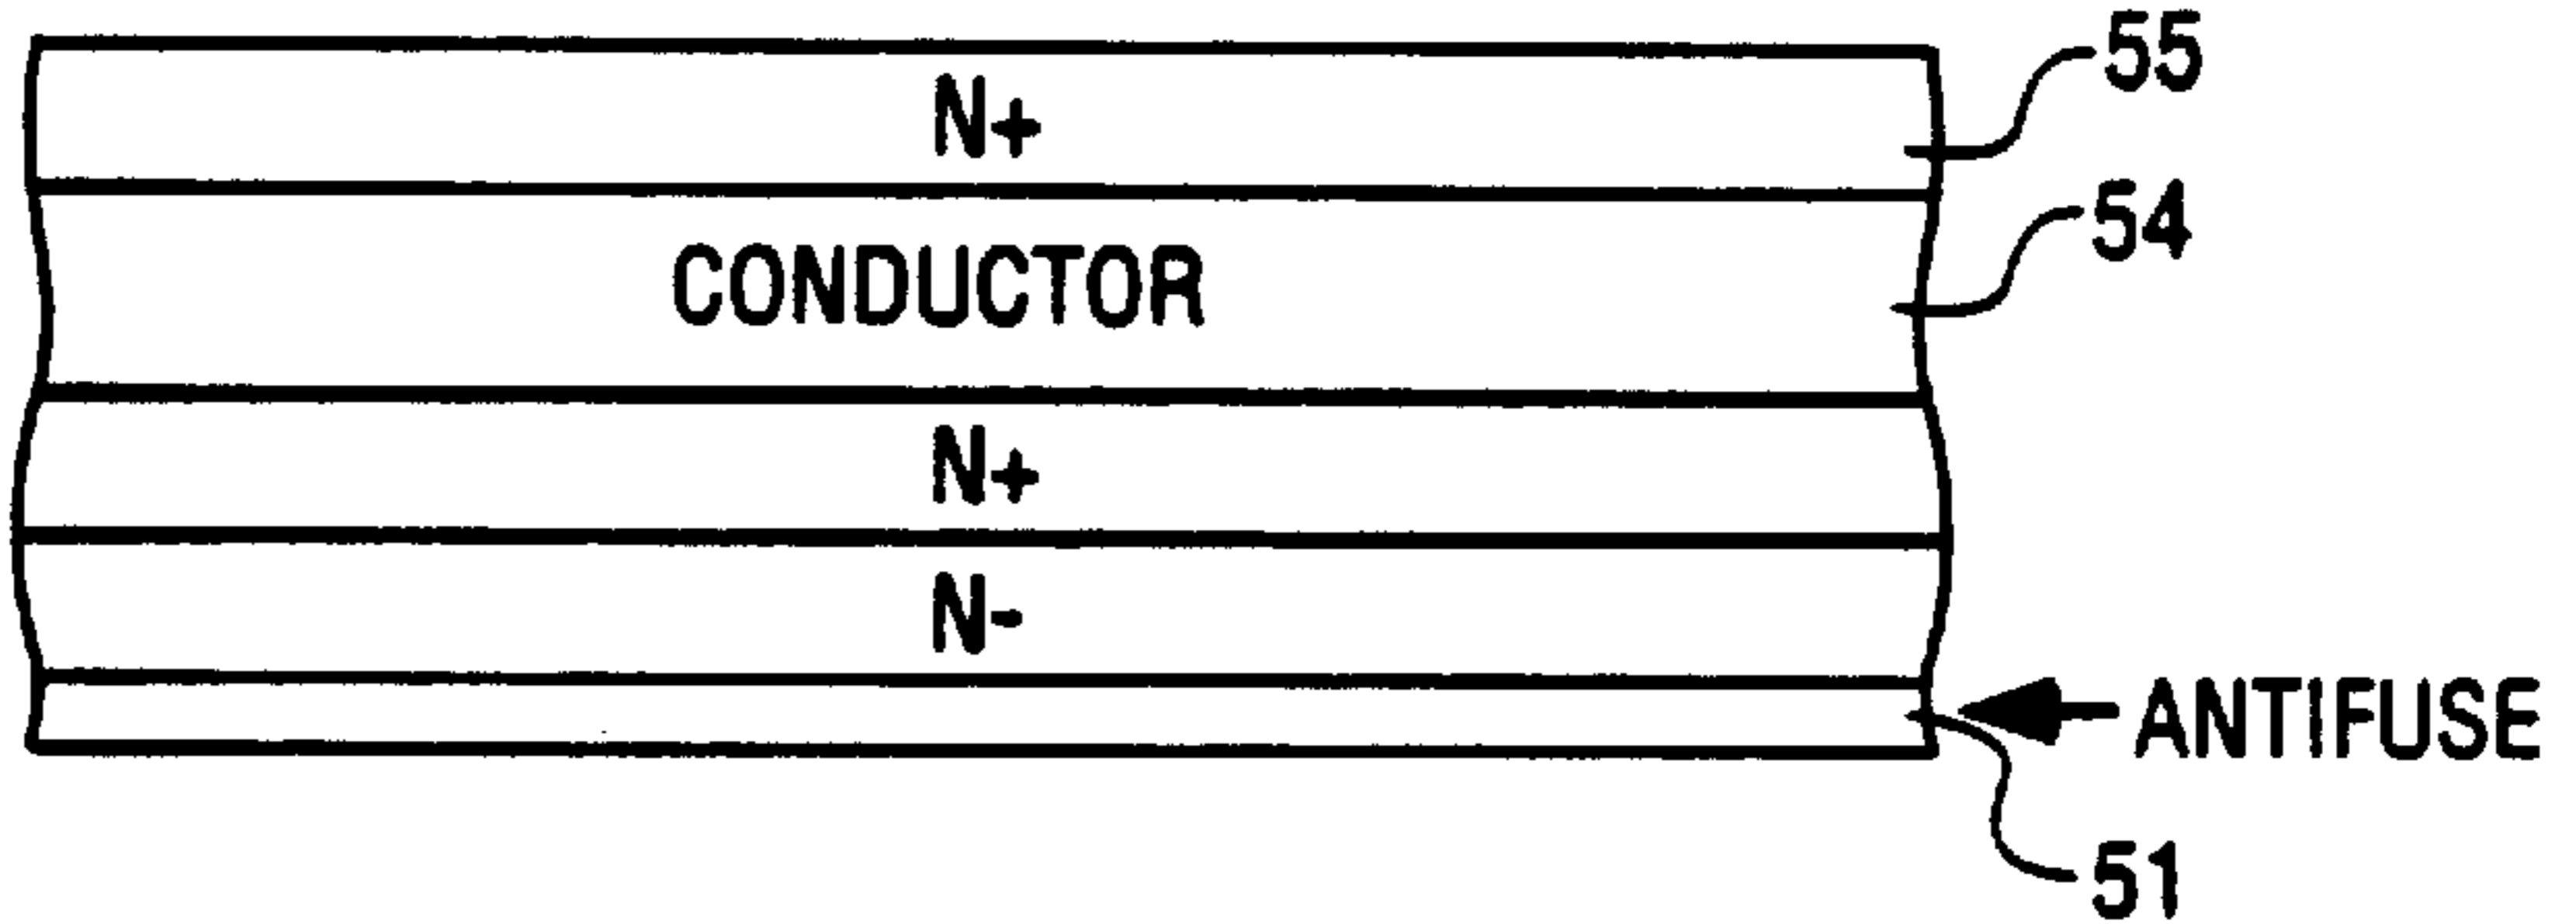 55
N+
54
CONDUCTOR
N+
N-
ANTIFUSE
51